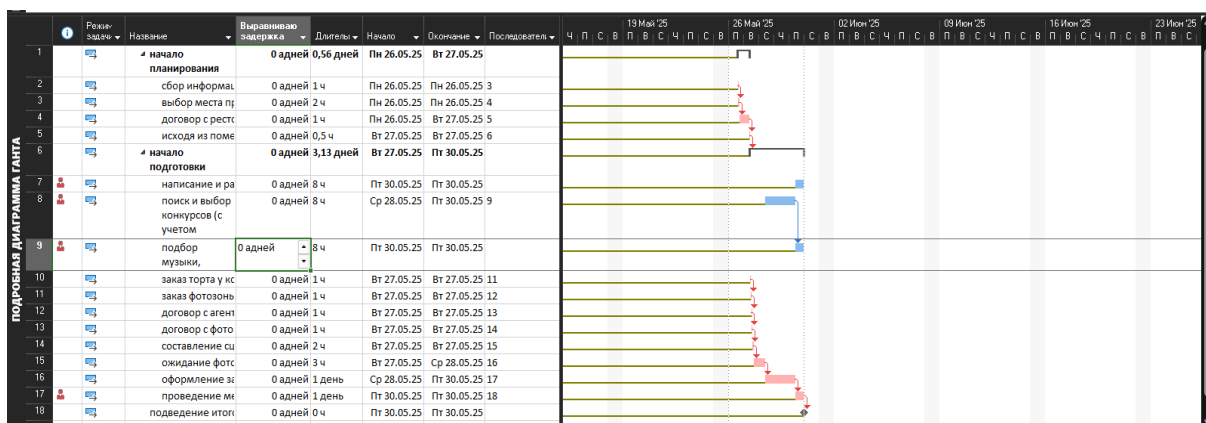 ПОДРОБНАЯ ДИАГРАММА ГАНТА
Режим задачи Название Выравниваю задержка Длителы Начало Окончание Последователн
19 Май '25 26 Май '25 02 Июн '25 09 Июн '25 16 Июн '25 23 Июн '25
Ч П С В П В С Ч П С В П В С Ч П С В П В С Ч П С В П В С Ч П С В П В С Ч П С В П В С
1 начало планирования 0 адней 0,56 дней Пн 26.05.25 Вт 27.05.25
2 сбор информац 0 адней 1 ч Пн 26.05.25 Пн 26.05.25 3
3 выбор места пр 0 адней 2 ч Пн 26.05.25 Пн 26.05.25 4
4 договор с ресто 0 адней 1 ч Пн 26.05.25 Вт 27.05.25 5
5 исходя из поме 0 адней 0,5 ч Вт 27.05.25 Вт 27.05.25 6
6 начало подготовки 0 адней 3,13 дней Вт 27.05.25 Пт 30.05.25
7 написание и ра 0 адней 8 ч Пт 30.05.25 Пт 30.05.25
8 поиск и выбор конкурсов (с учетом 0 адней 8 ч Ср 28.05.25 Пт 30.05.25 9
9 подбор музыки, 0 адней 8 ч Пт 30.05.25 Пт 30.05.25
10 заказ торта у ко 0 адней 1 ч Вт 27.05.25 Вт 27.05.25 11
11 заказ фотозонь 0 адней 1 ч Вт 27.05.25 Вт 27.05.25 12
12 договор с агент 0 адней 1 ч Вт 27.05.25 Вт 27.05.25 13
13 договор с фото 0 адней 1 ч Вт 27.05.25 Вт 27.05.25 14
14 составление сц 0 адней 2 ч Вт 27.05.25 Вт 27.05.25 15
15 ожидание фотс 0 адней 3 ч Вт 27.05.25 Ср 28.05.25 16
16 оформление за 0 адней 1 день Ср 28.05.25 Пт 30.05.25 17
17 проведение ме 0 адней 1 день Пт 30.05.25 Пт 30.05.25 18
18 подведение итого 0 адней 0 ч Пт 30.05.25 Пт 30.05.25